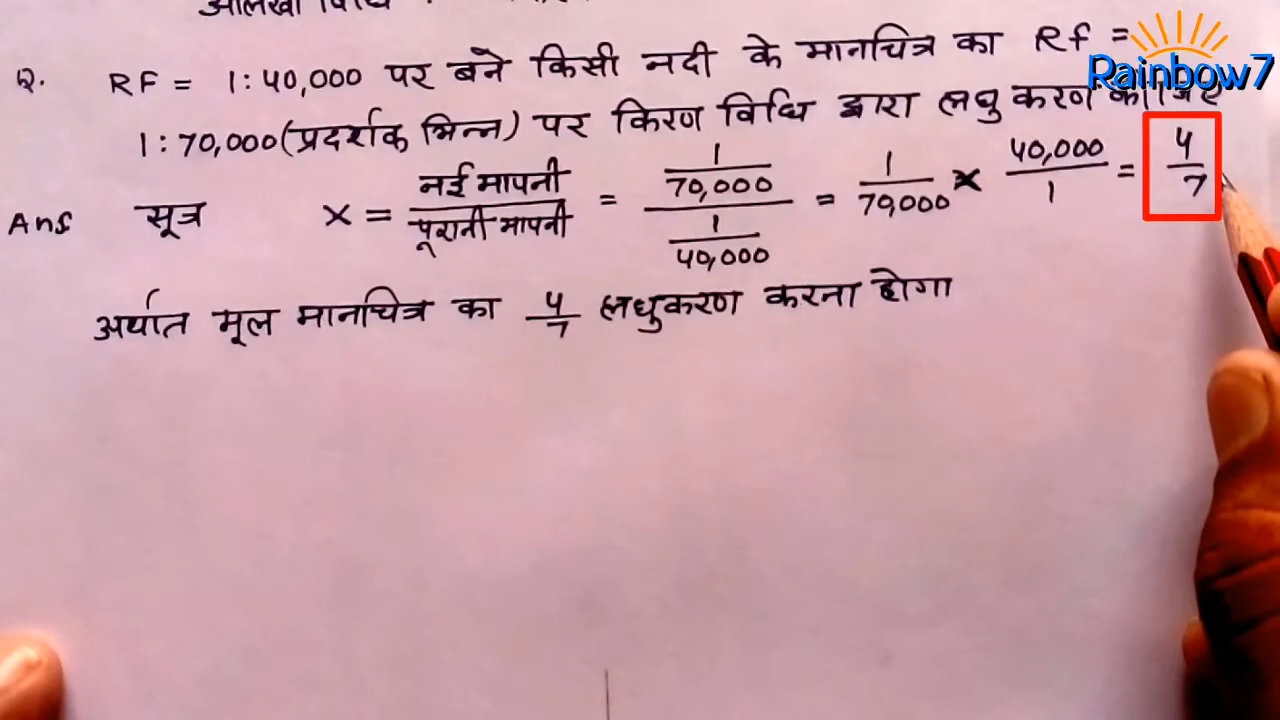 आलेखी विधि
Q. RF = 1:40,000 पर बने किसी नदी के मानचित्र का Rf =
Rainbow7
1:70,000(प्रदर्शक भिन्न) पर किरण विधि द्वारा लघु करण कीजिए
Ans सूत्र x = नई मापनी / पूरानी मापनी = 1/70,000 / 1/40,000 = 1/70,000 x 40,000/1 = 4/7
अर्थात मूल मानचित्र का 4/7 लघुकरण करना होगा